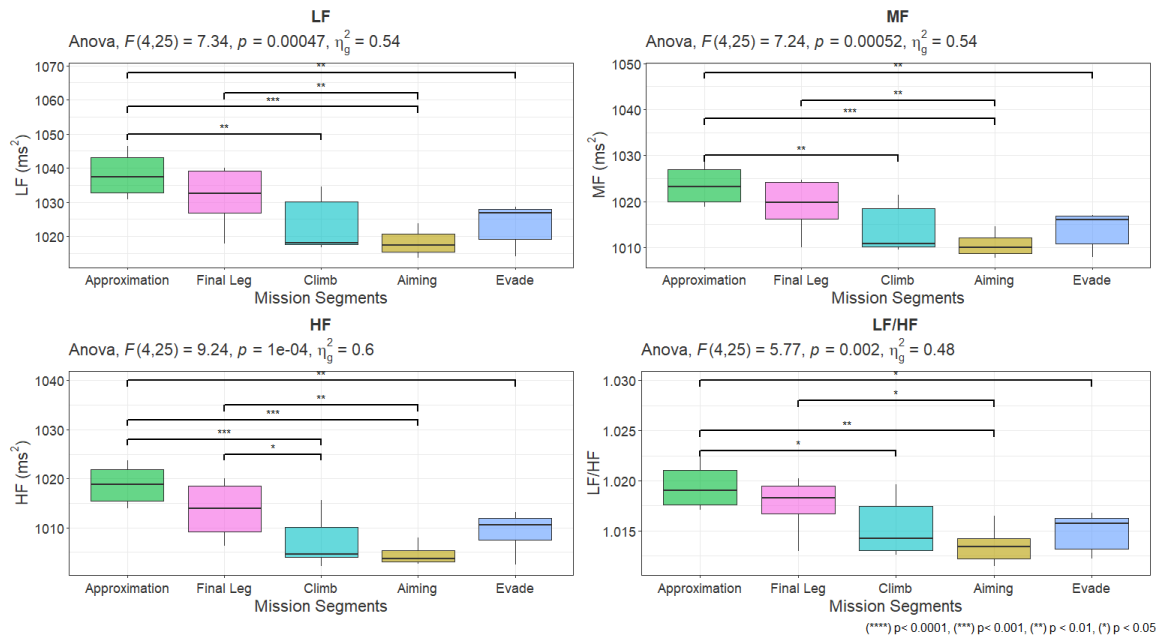 LF
Anova, F(4,25) = 7.34, p = 0.00047, η²g = 0.54
1070
1060
1050
1040
1030
1020
LF (ms²)
**
**
***
**
Approximation Final Leg Climb Aiming Evade
Mission Segments
MF
Anova, F(4,25) = 7.24, p = 0.00052, η²g = 0.54
1050
1040
1030
1020
1010
MF (ms²)
**
**
***
**
Approximation Final Leg Climb Aiming Evade
Mission Segments
HF
Anova, F(4,25) = 9.24, p = 1e-04, η²g = 0.6
1040
1030
1020
1010
HF (ms²)
**
**
***
***
*
Approximation Final Leg Climb Aiming Evade
Mission Segments
LF/HF
Anova, F(4,25) = 5.77, p = 0.002, η²g = 0.48
1.030
1.025
1.020
1.015
LF/HF
*
*
**
*
Approximation Final Leg Climb Aiming Evade
Mission Segments
(****) p< 0.0001, (***) p< 0.001, (**) p< 0.01, (*) p< 0.05